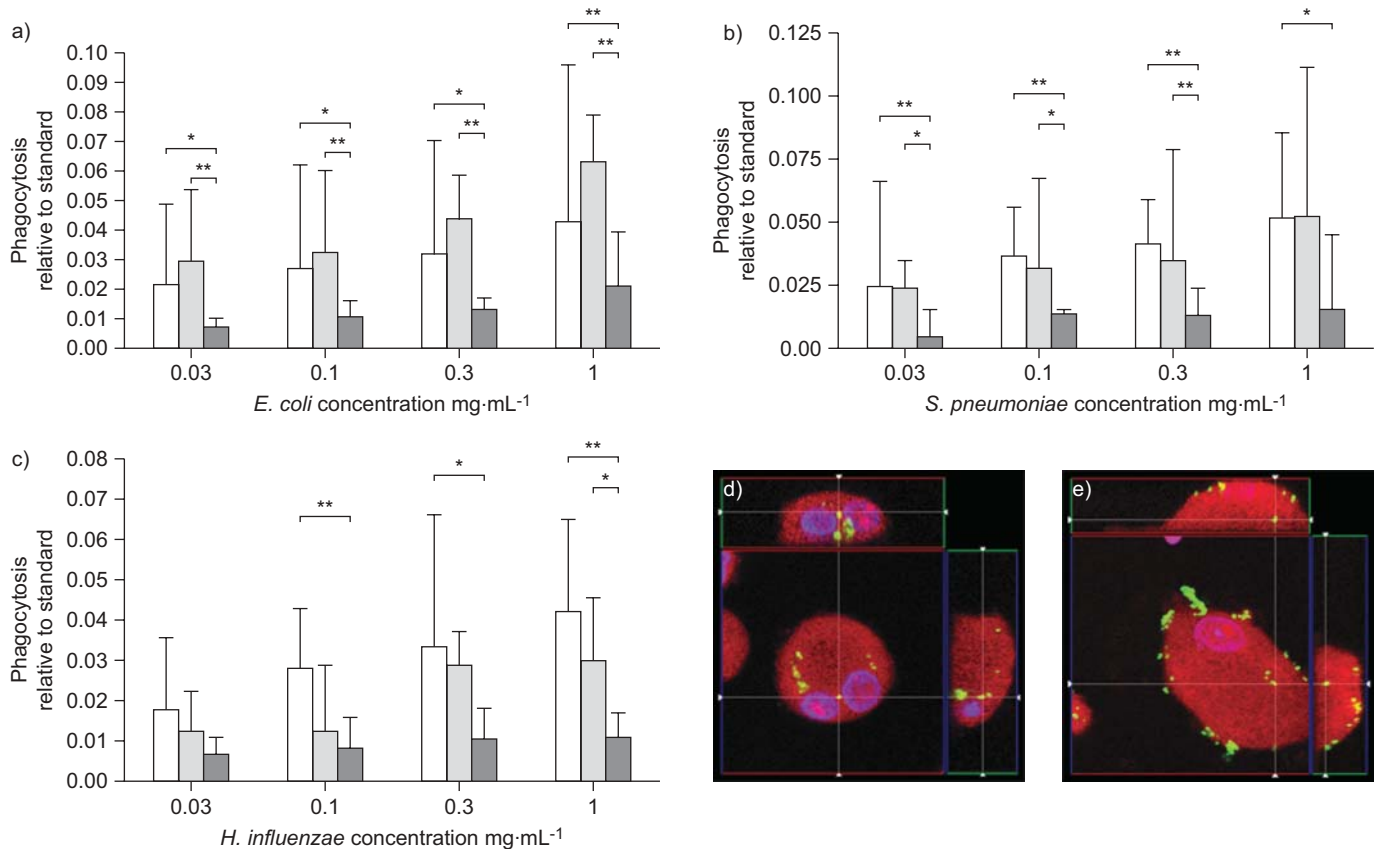 a)
**
**
*
**
*
**
*
**
0.10
0.09
0.08
0.07
0.06
0.05
0.04
0.03
0.02
0.01
0.00
Phagocytosis
relative to standard
0.03 0.1 0.3 1
E. coli concentration mg·mL-1
b)
*
**
**
**
*
**
*
0.125
0.100
0.075
0.050
0.025
0.000
Phagocytosis
relative to standard
0.03 0.1 0.3 1
S. pneumoniae concentration mg·mL-1
c)
**
*
*
**
0.08
0.07
0.06
0.05
0.04
0.03
0.02
0.01
0.00
Phagocytosis
relative to standard
0.03 0.1 0.3 1
H. influenzae concentration mg·mL-1
d)
e)